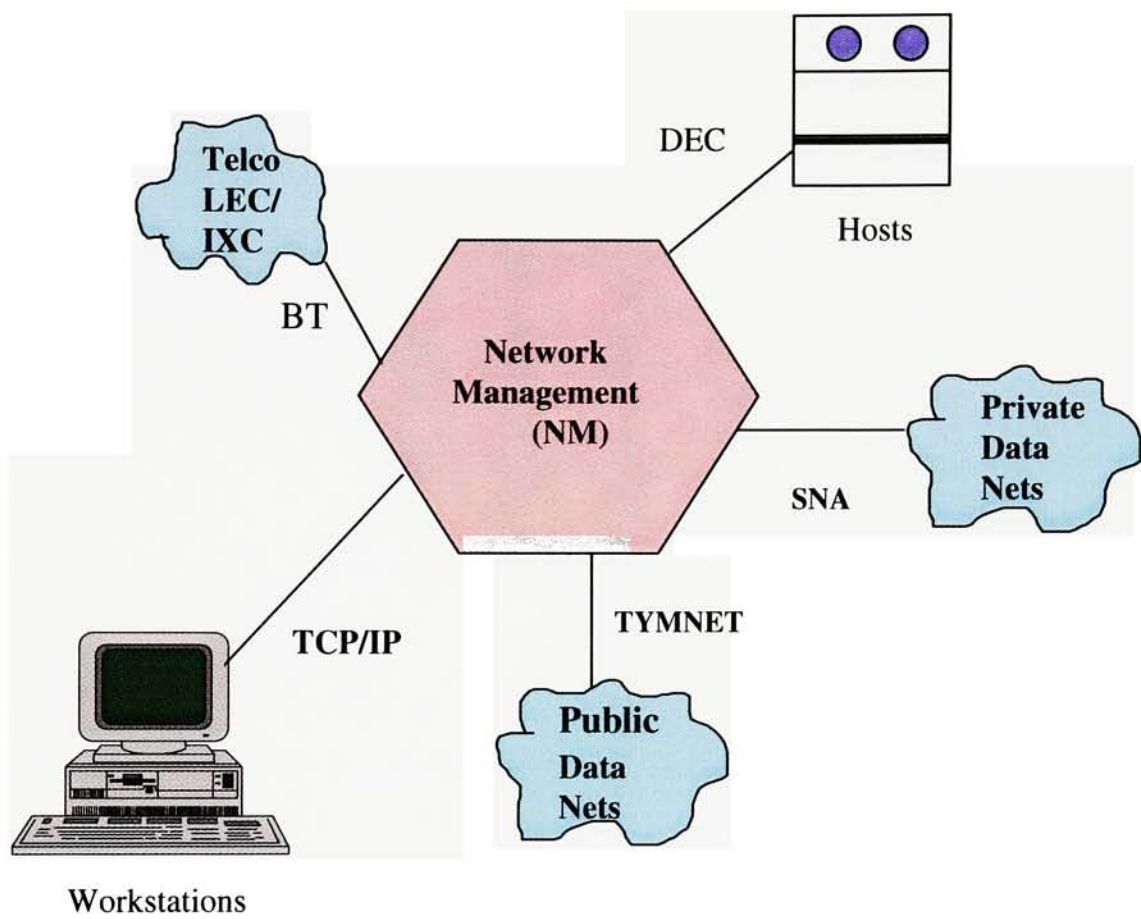 DEC
Hosts
Telco
LEC/
IXC
BT
Network
Management
(NM)
Private
Data
Nets
SNA
TCP/IP
TYMNET
Public
Data
Nets
Workstations